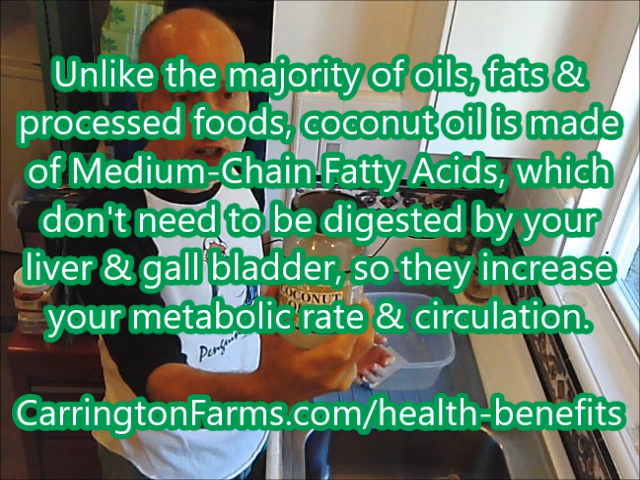 Unlike the majority of oils, fats &
processed foods, coconut oil is made
of Medium-Chain Fatty Acids, which
don't need to be digested by your
liver & gall bladder, so they increase
your metabolic rate & circulation.
COCONUT
Penguin
CarringtonFarms.com/health-benefits